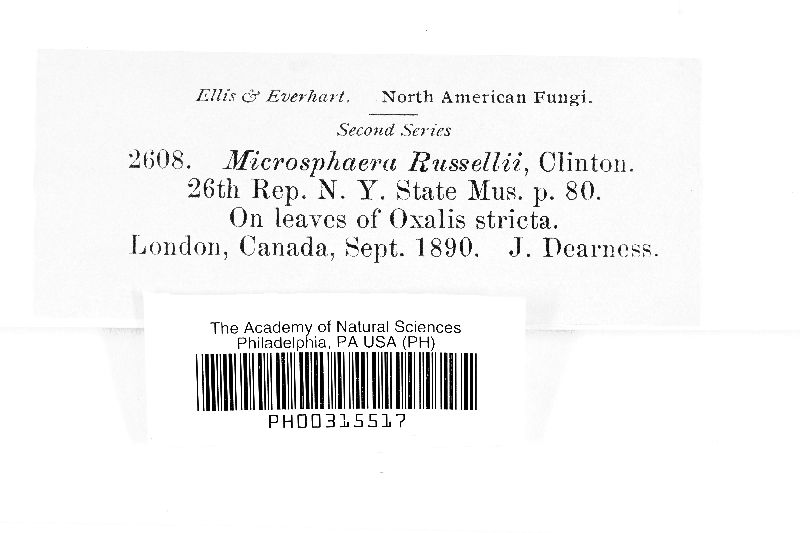 Ellis & Everhart. North American Fungi.
Second Series
2608. Microsphaera Russellii, Clinton.
26th Rep. N. Y. State Mus. p. 80.
On leaves of Oxalis stricta.
London, Canada, Sept. 1890. J. Dearness.
The Academy of Natural Sciences
Philadelphia, PA USA (PH)
PH00315517